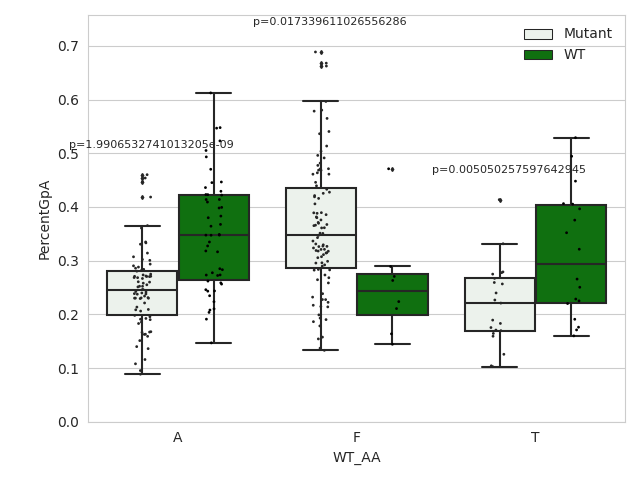 p=0.017339611026556286
Mutant
WT
p=1.9906532741013205e-09
p=0.005050257597642945
PercentGpA
0.7
0.6
0.5
0.4
0.3
0.2
0.1
0.0
A
F
T
WT_AA